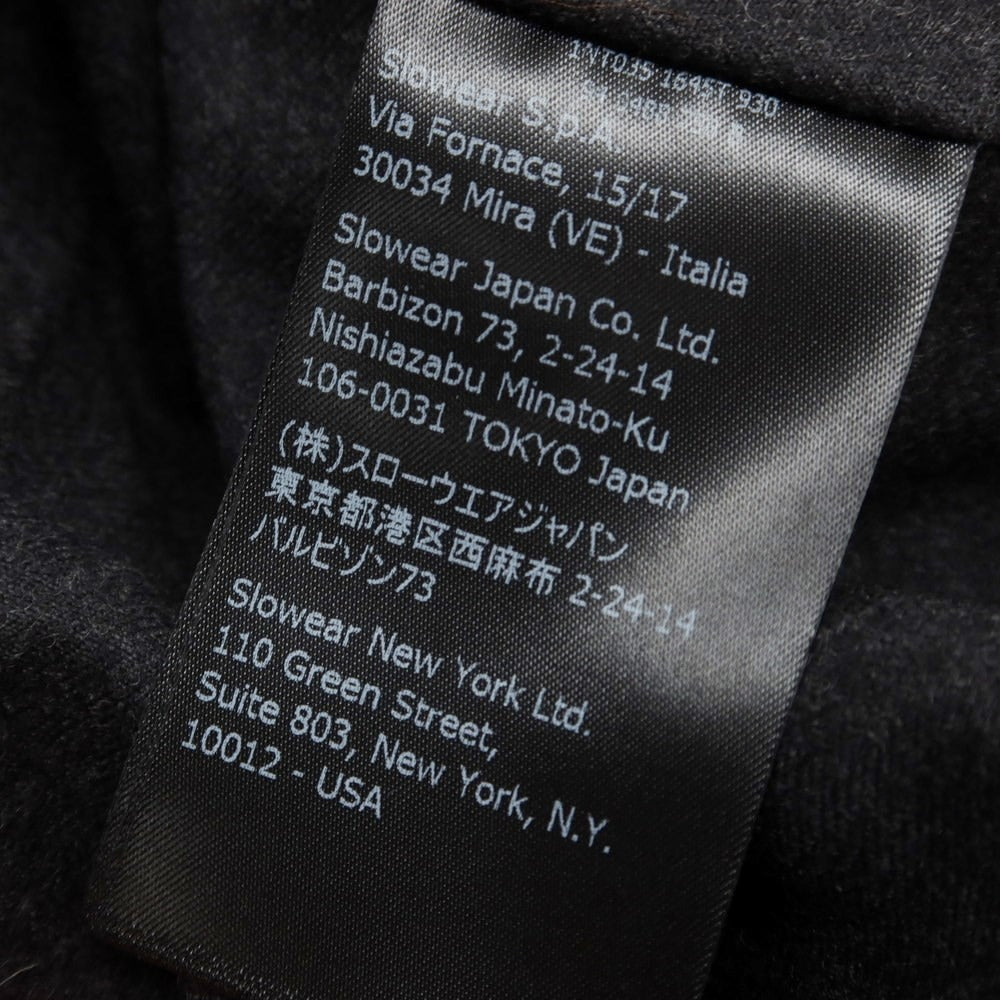 1645T 930
Slowear S.p.A.
Via Fornace, 15/17
30034 Mira (VE) - Italia
Slowear Japan Co. Ltd.
Barbizon 73, 2-24-14
Nishiazabu Minato-Ku
106-0031 TOKYO Japan
(株)スローウエアジャパン
東京都港区西麻布 2-24-14
バルビゾン73
Slowear New York Ltd.
110 Green Street,
Suite 803, New York, N.Y.
10012 - USA